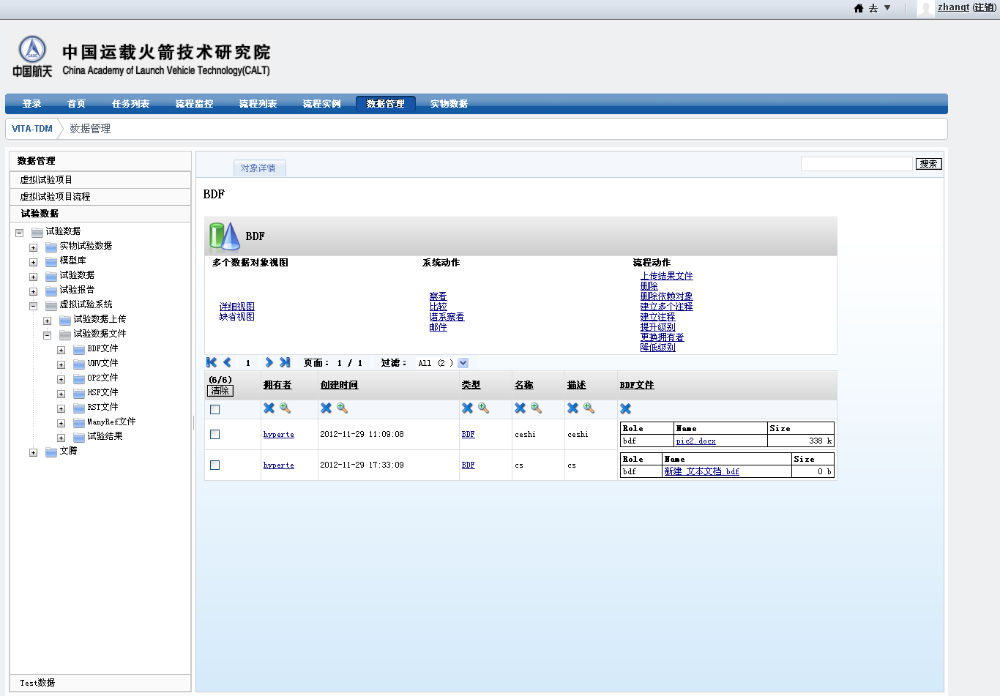 去 zhangt (注销)
中国航天
CASC
中国运载火箭技术研究院
China Academy of Launch Vehicle Technology(CALT)
登录 首页 任务列表 流程监控 流程列表 流程实例 数据管理 实物数据
VITA-TDM 数据管理
数据管理
虚拟试验项目
虚拟试验项目流程
试验数据
试验数据
实物试验数据
模型库
试验数据
试验报告
虚拟试验系统
试验数据上传
试验数据文件
BDF文件
UNV文件
OP2文件
HSF文件
RST文件
ManyRef文件
试验结果
文腾
Test数据
对象详情 搜索
BDF
BDF
多个数据对象视图 系统动作 流程动作
上传结果文件
删除
察看 删除依赖对象
详细视图 比较 建立多个注释
缺省视图 谱系察看 建立注释
邮件 提升级别
更换拥有者
降低级别
1 页面： 1 / 1 过滤： All (2 )
(6/6) 拥有者 创建时间 类型 名称 描述 BDF文件
清除
hyperte 2012-11-29 11:09:08 BDF ceshi ceshi
Role Name Size
bdf pic2.docx 338 k
hyperte 2012-11-29 17:33:09 BDF cs cs
Role Name Size
bdf 新建 文本文档.bdf 0 b